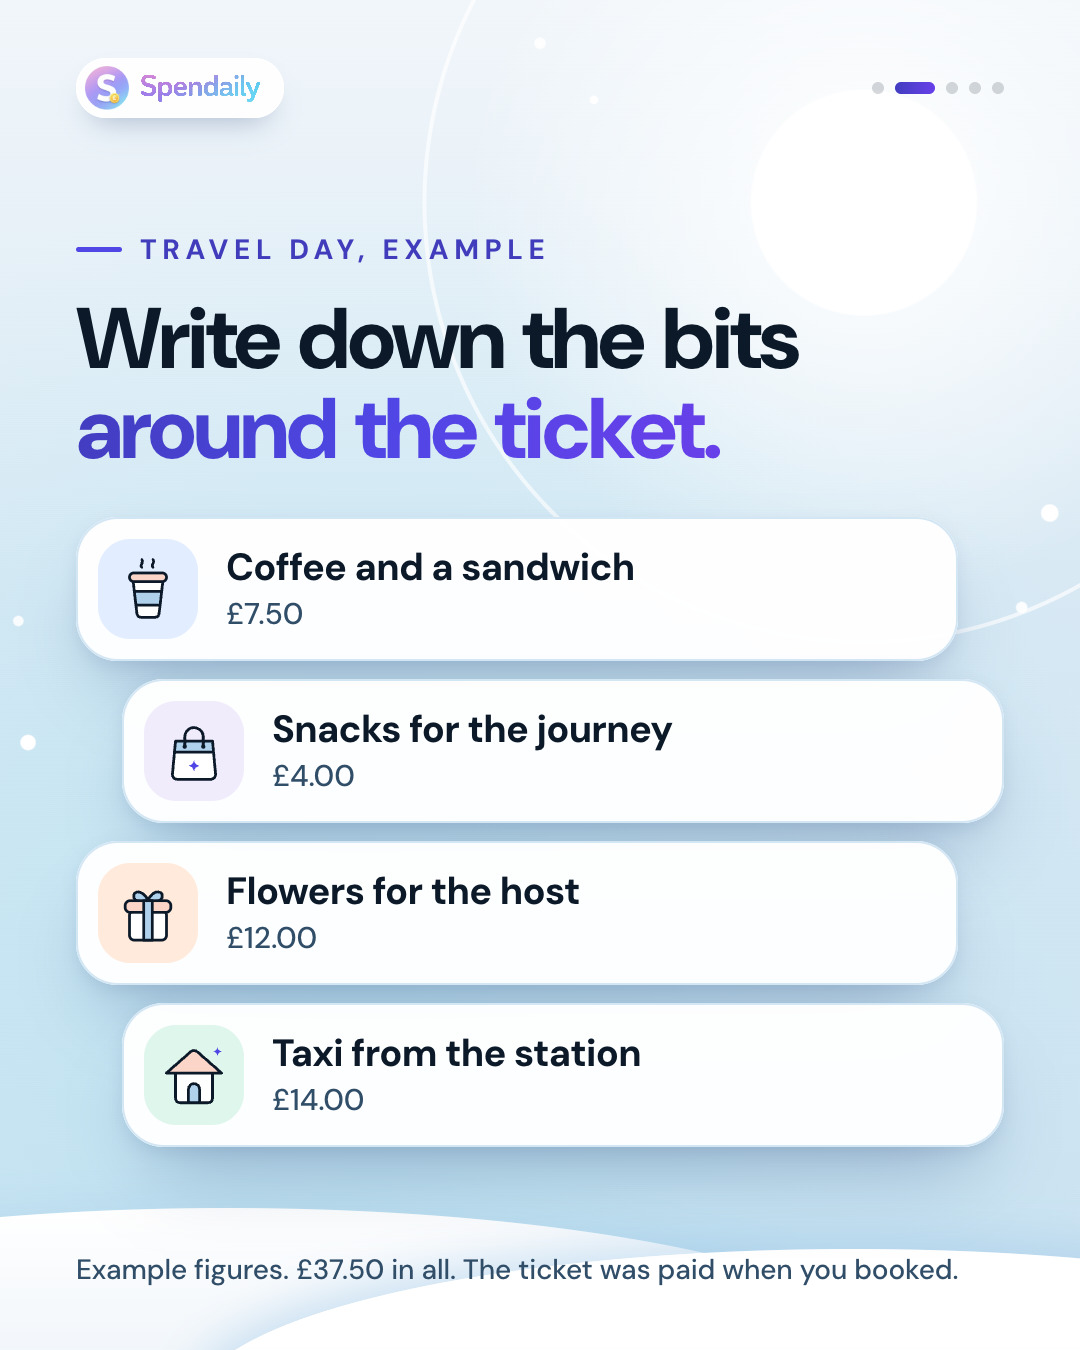 Spendaily
TRAVEL DAY, EXAMPLE
Write down the bits
around the ticket.
Coffee and a sandwich
£7.50
Snacks for the journey
£4.00
Flowers for the host
£12.00
Taxi from the station
£14.00
Example figures. £37.50 in all. The ticket was paid when you booked.